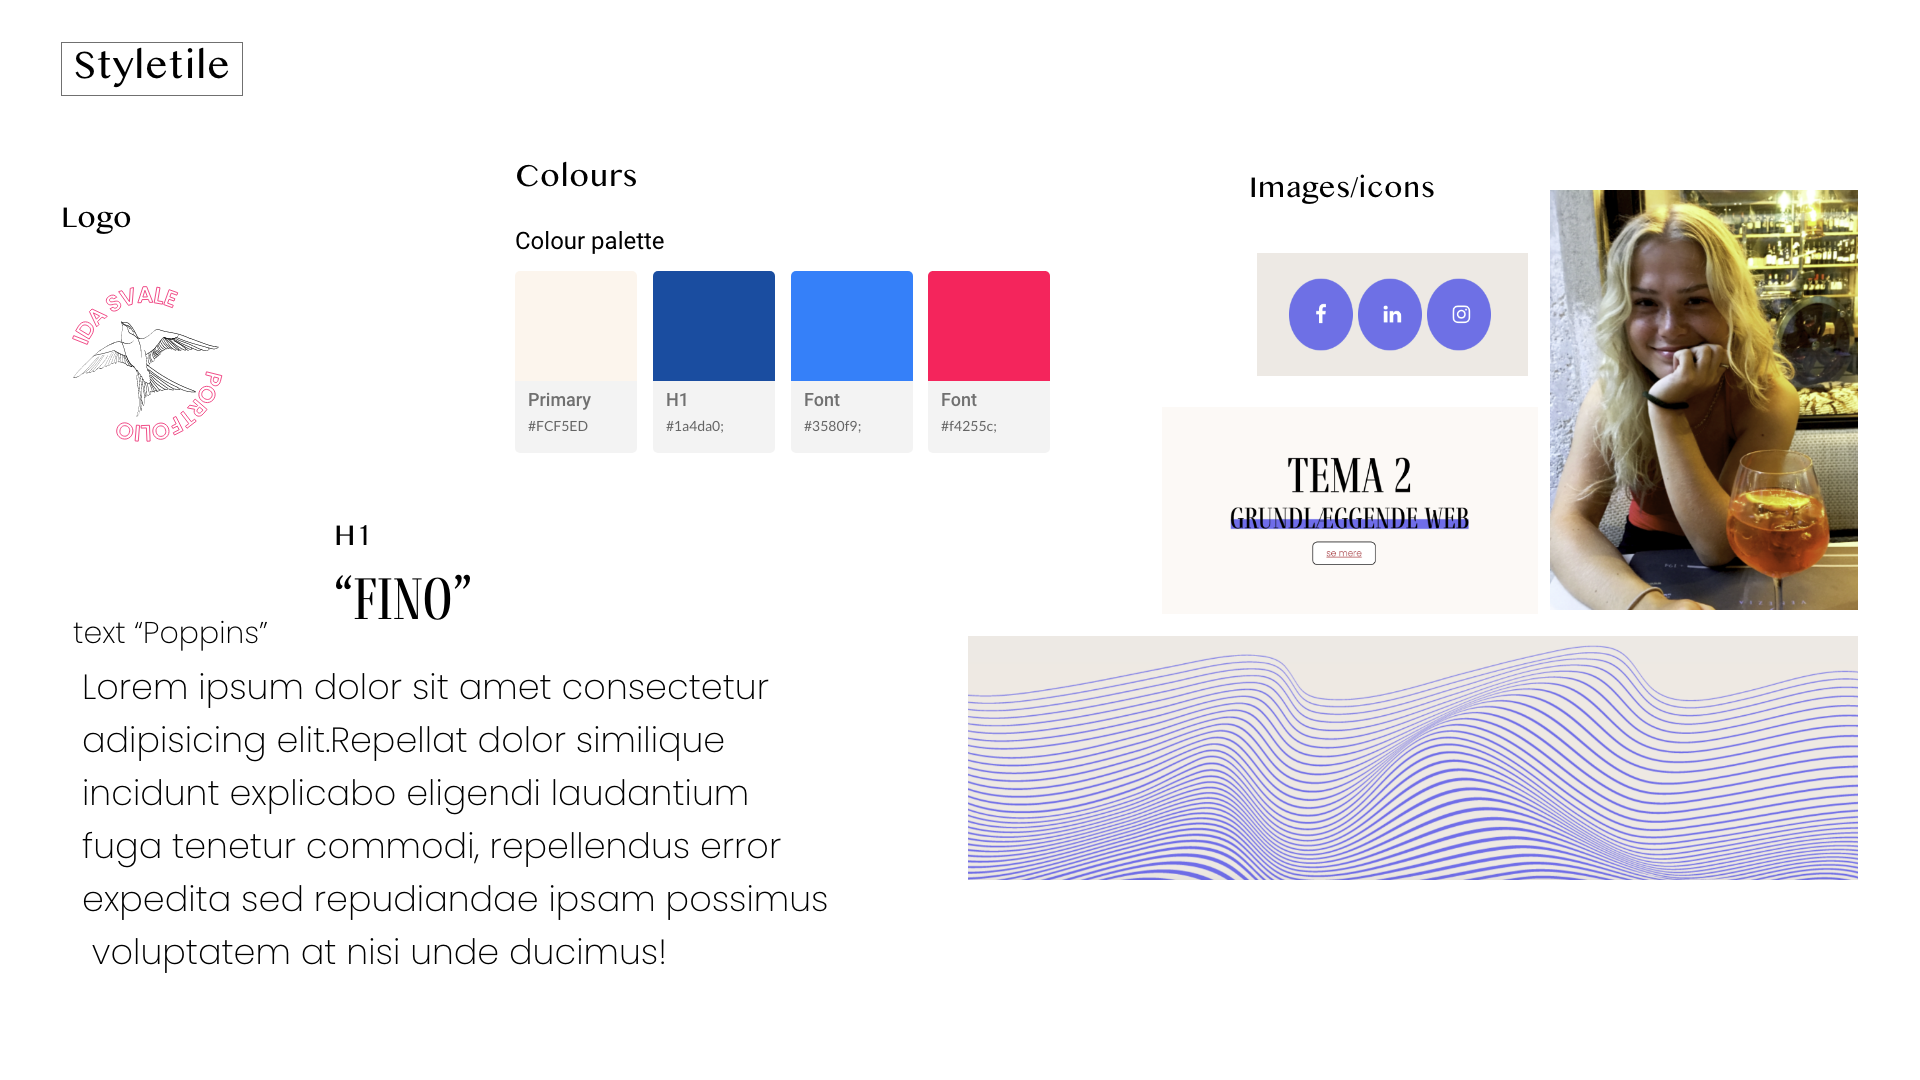 Styletile
Logo
IDA SVALE
PORTFOLIO
Colours
Colour palette
Primary
#FCF5ED
H1
#1a4da0;
Font
#3580f9;
Font
#f4255c;
Images/icons
f
in
TEMA 2
GRUNDLÆGGENDE WEB
se mere
H1
“FINO”
text “Poppins”
Lorem ipsum dolor sit amet consectetur
adipisicing elit.Repellat dolor similique
incidunt explicabo eligendi laudantium
fuga tenetur commodi, repellendus error
expedita sed repudiandae ipsam possimus
voluptatem at nisi unde ducimus!